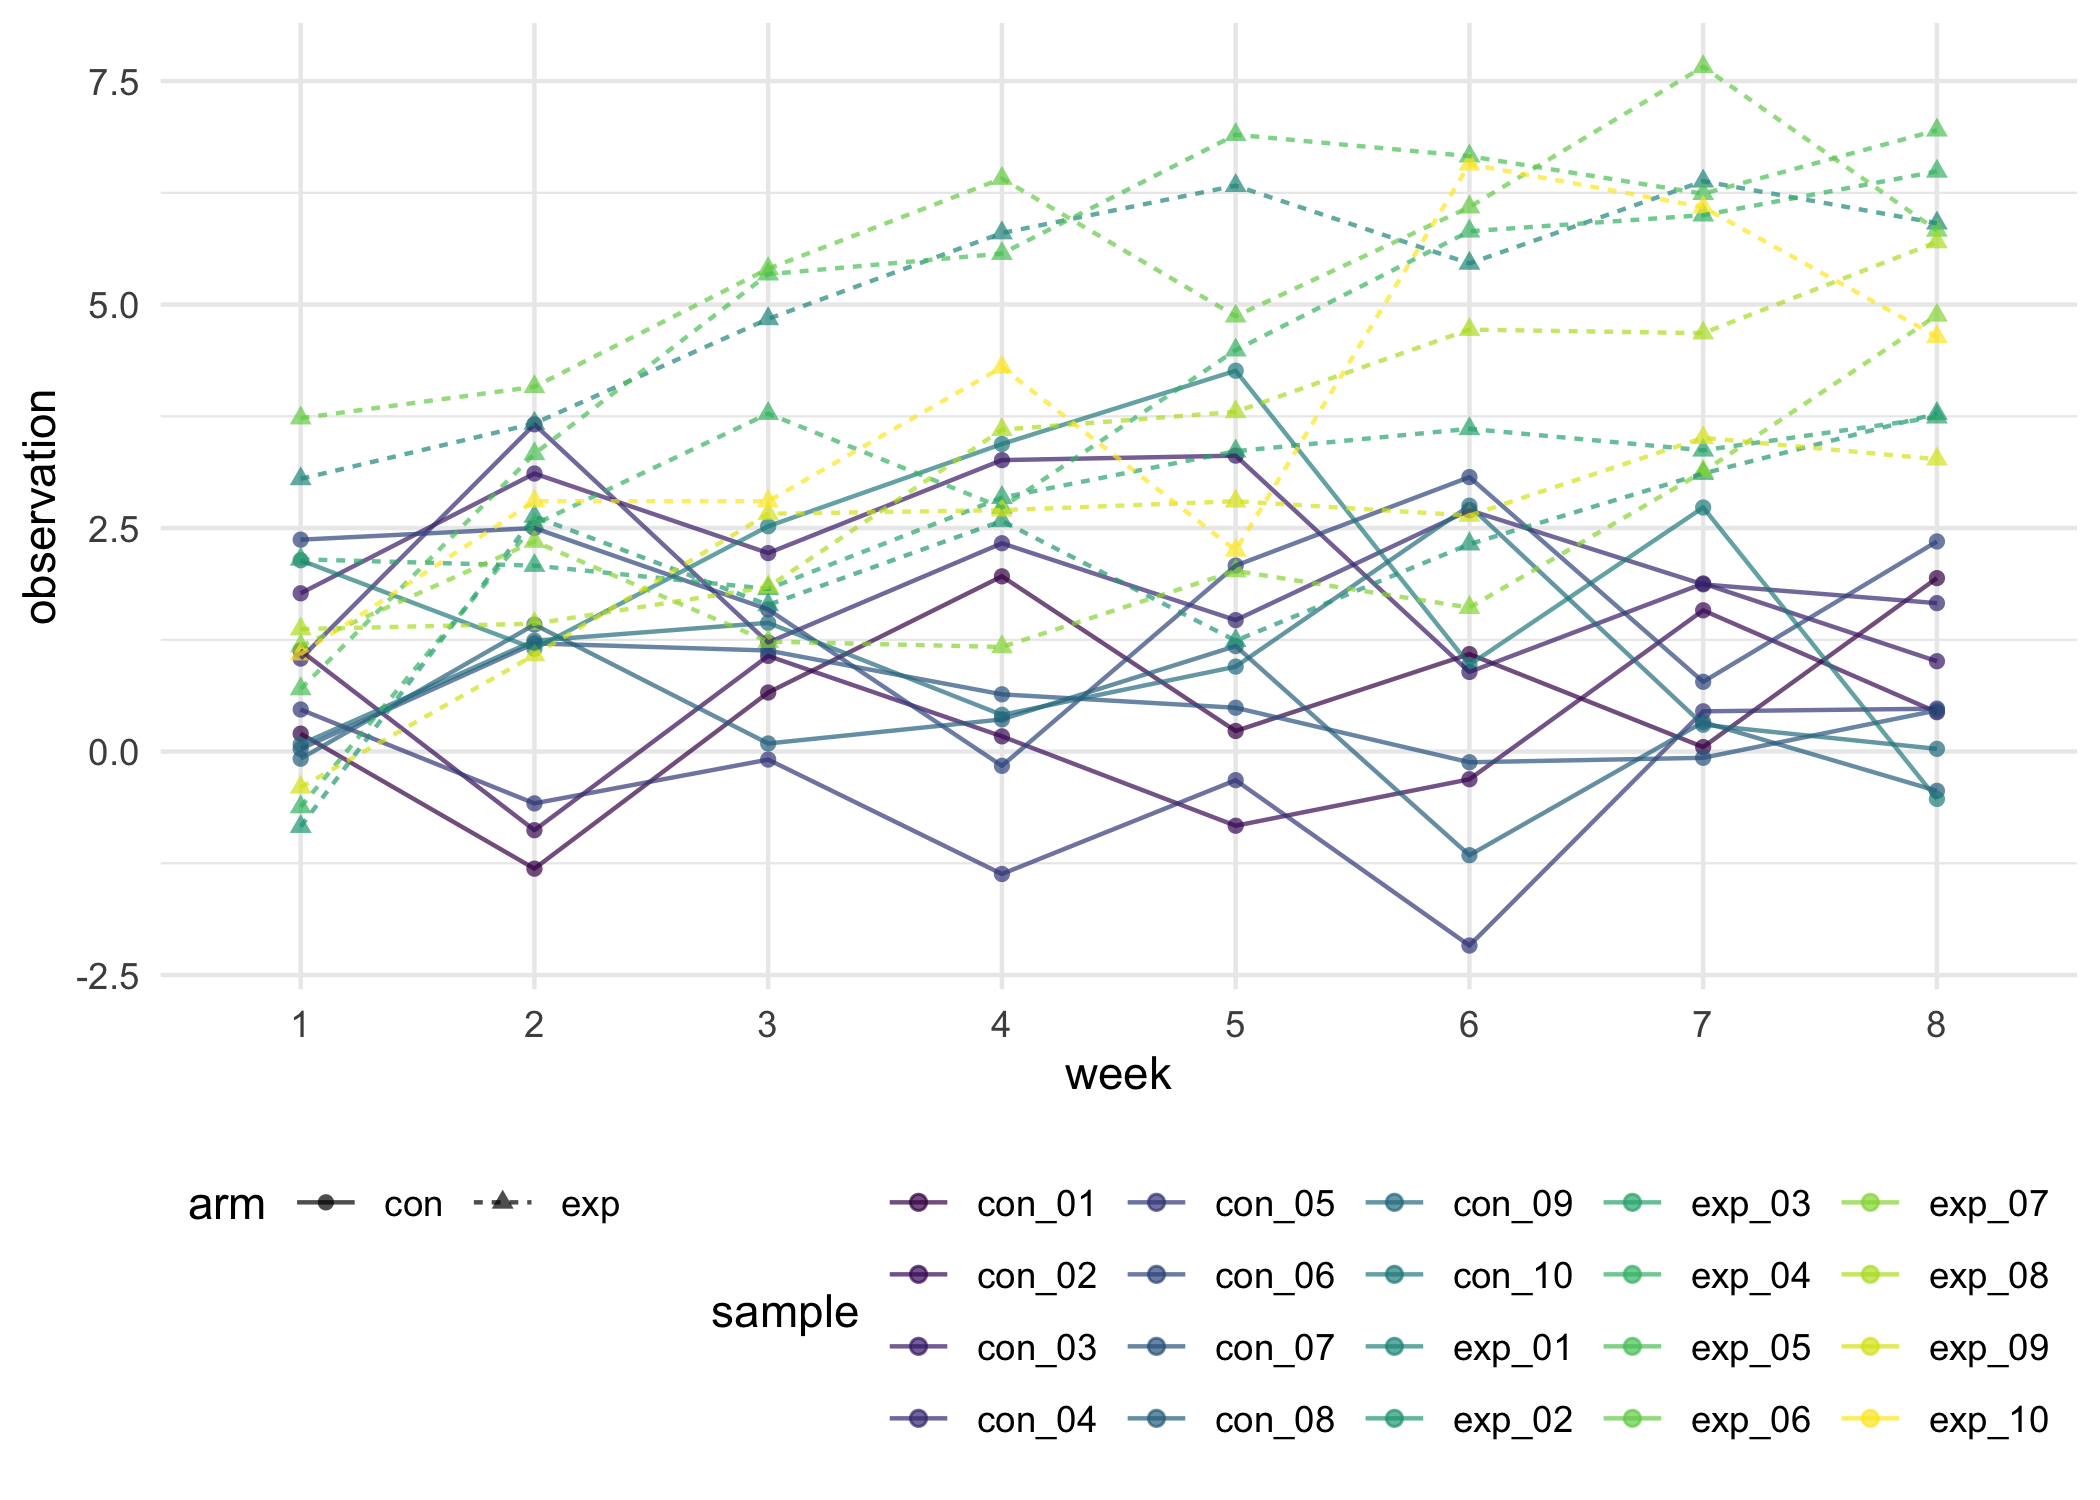 7.5
5.0
2.5
0.0
-2.5
observation
1 2 3 4 5 6 7 8
week
arm con exp
sample
con_01 con_05 con_09 exp_03 exp_07
con_02 con_06 con_10 exp_04 exp_08
con_03 con_07 exp_01 exp_05 exp_09
con_04 con_08 exp_02 exp_06 exp_10